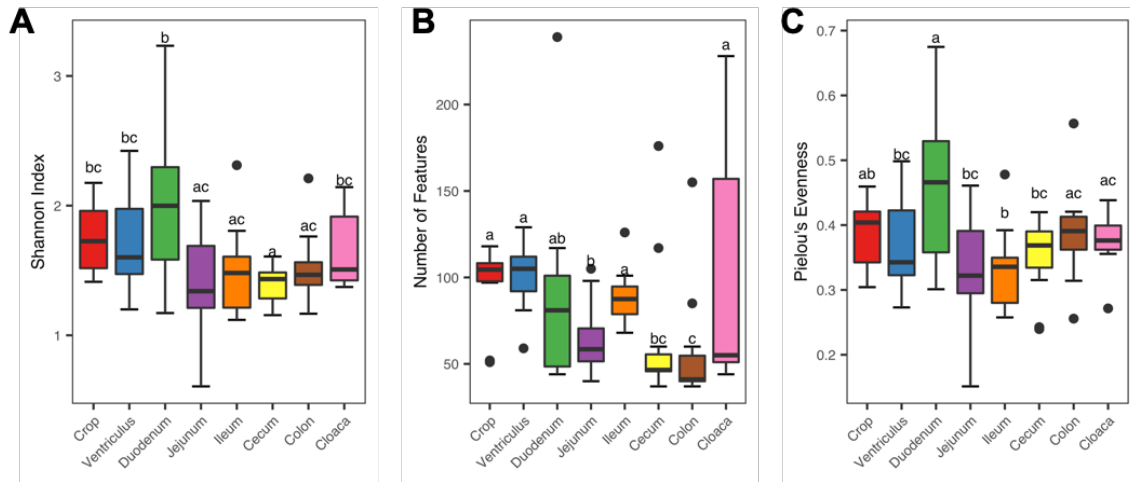 A
Shannon Index
3
2
1
bc
bc
b
ac
ac
a
ac
bc
Crop
Ventriculus
Duodenum
Jejunum
Ileum
Cecum
Colon
Cloaca
B
Number of Features
200
150
100
50
a
a
ab
b
a
bc
c
a
Crop
Ventriculus
Duodenum
Jejunum
Ileum
Cecum
Colon
Cloaca
C
Pielou's Evenness
0.7
0.6
0.5
0.4
0.3
0.2
ab
bc
a
bc
b
bc
ac
ac
Crop
Ventriculus
Duodenum
Jejunum
Ileum
Cecum
Colon
Cloaca